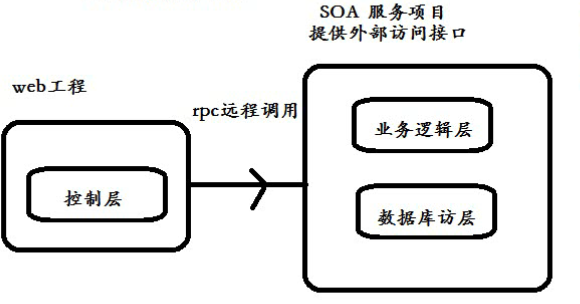 SOA 服务项目
提供外部访问接口
web工程
rpc远程调用
业务逻辑层
控制层
数据库访层